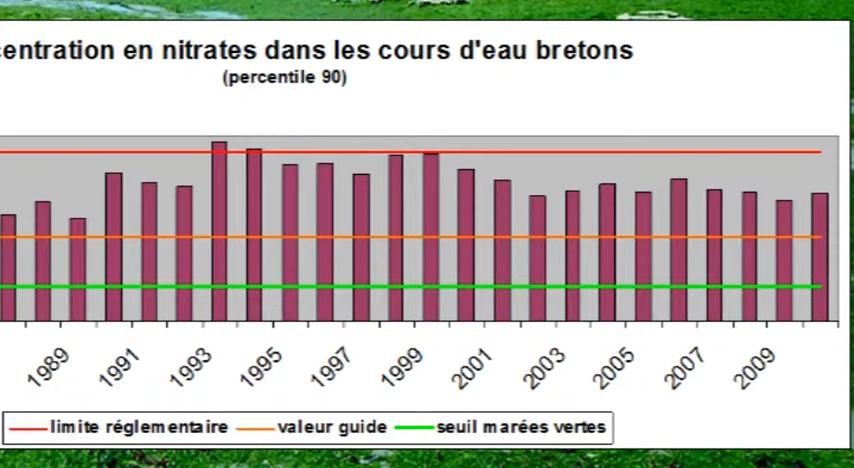 centration en nitrates dans les cours d'eau bretons
(percentile 90)
1989 1991 1993 1995 1997 1999 2001 2003 2005 2007 2009
limite réglementaire valeur guide seuil marées vertes